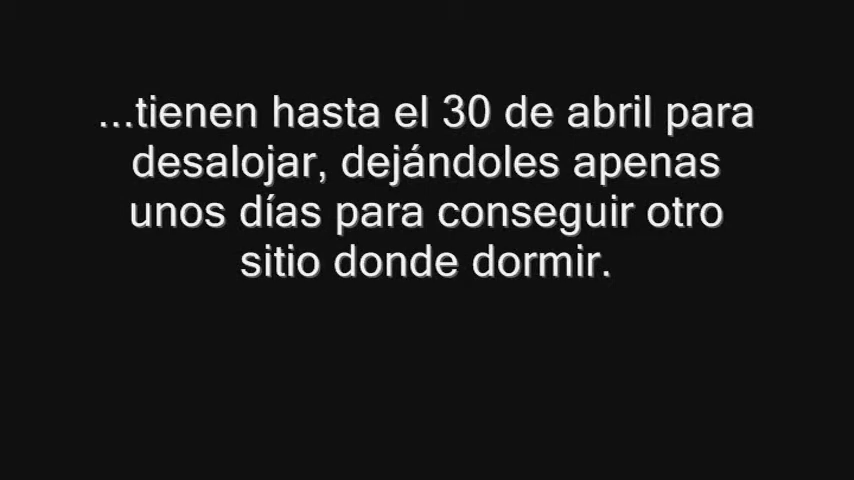 ...tienen hasta el 30 de abril para
desalojar, dejándoles apenas
unos días para conseguir otro
sitio donde dormir.